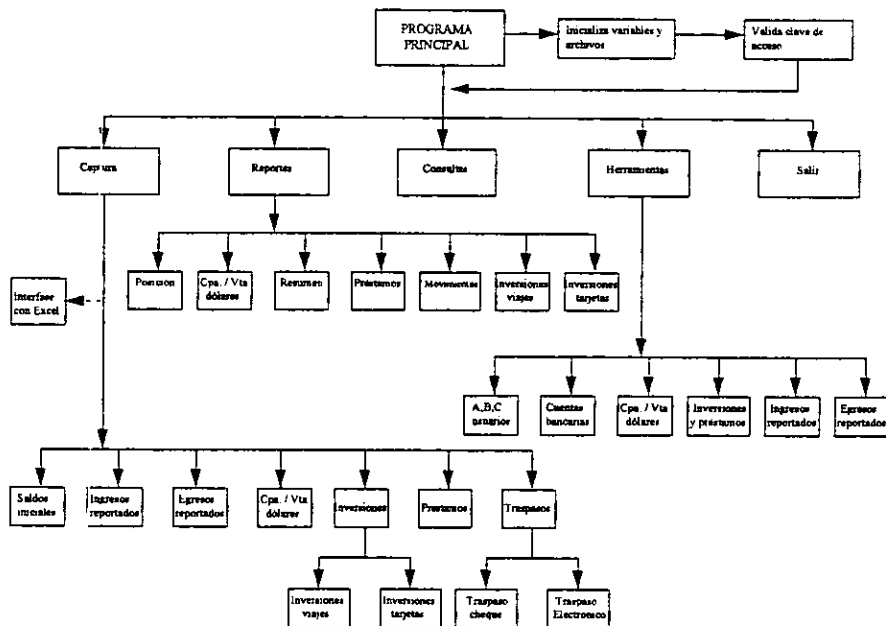 PROGRAMA
PRINCIPAL
Inicializa variables y
archivos
Valida clave de
acceso
Captura
Reportes
Consultas
Herramientas
Salir
Posicion
Cpa. / Vta
dólares
Resumen
Préstamos
Movimientos
Inversiones
viajes
Inversiones
tarjetas
Interfase
con Excel
A,B,C
usuarios
Cuentas
bancarias
Cpa. / Vta
dólares
Inversiones
y préstamos
Ingresos
reportados
Egresos
reportados
Saldos
iniciales
Ingresos
reportados
Egresos
reportados
Cpa. / Vta
dólares
Inversiones
Prestamos
Traspasos
Inversiones
viajes
Inversiones
tarjetas
Traspaso
cheque
Traspaso
Electronico